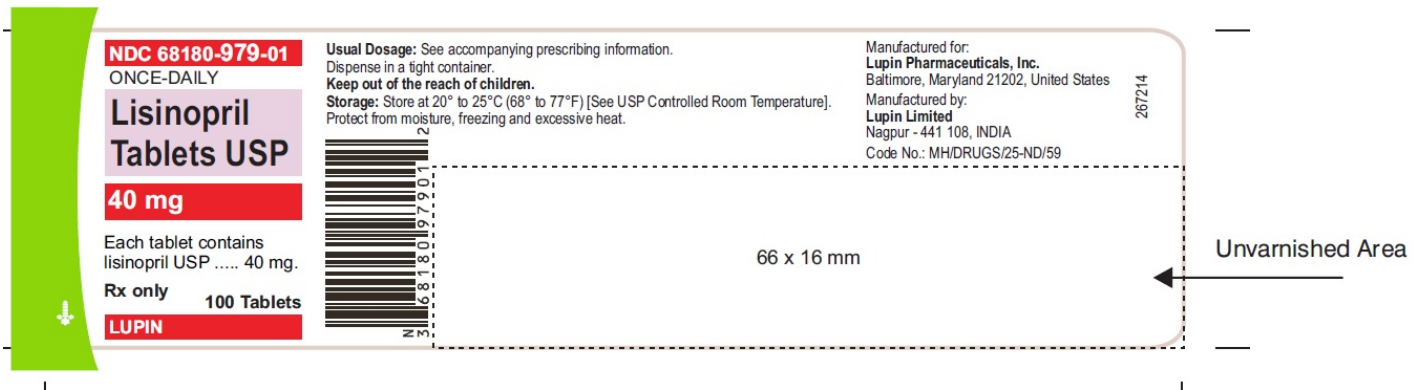 NDC 68180-979-01
ONCE-DAILY
Lisinopril
Tablets USP
40 mg
Each tablet contains
lisinopril USP ..... 40 mg.
Rx only
100 Tablets
LUPIN
Usual Dosage: See accompanying prescribing information.
Dispense in a tight container.
Keep out of the reach of children.
Storage: Store at 20° to 25°C (68° to 77°F) [See USP Controlled Room Temperature].
Protect from moisture, freezing and excessive heat.
N
3 68180 97901 2
Manufactured for:
Lupin Pharmaceuticals, Inc.
Baltimore, Maryland 21202, United States
Manufactured by:
Lupin Limited
Nagpur - 441 108, INDIA
Code No.: MH/DRUGS/25-ND/59
267214
66 x 16 mm
Unvarnished Area